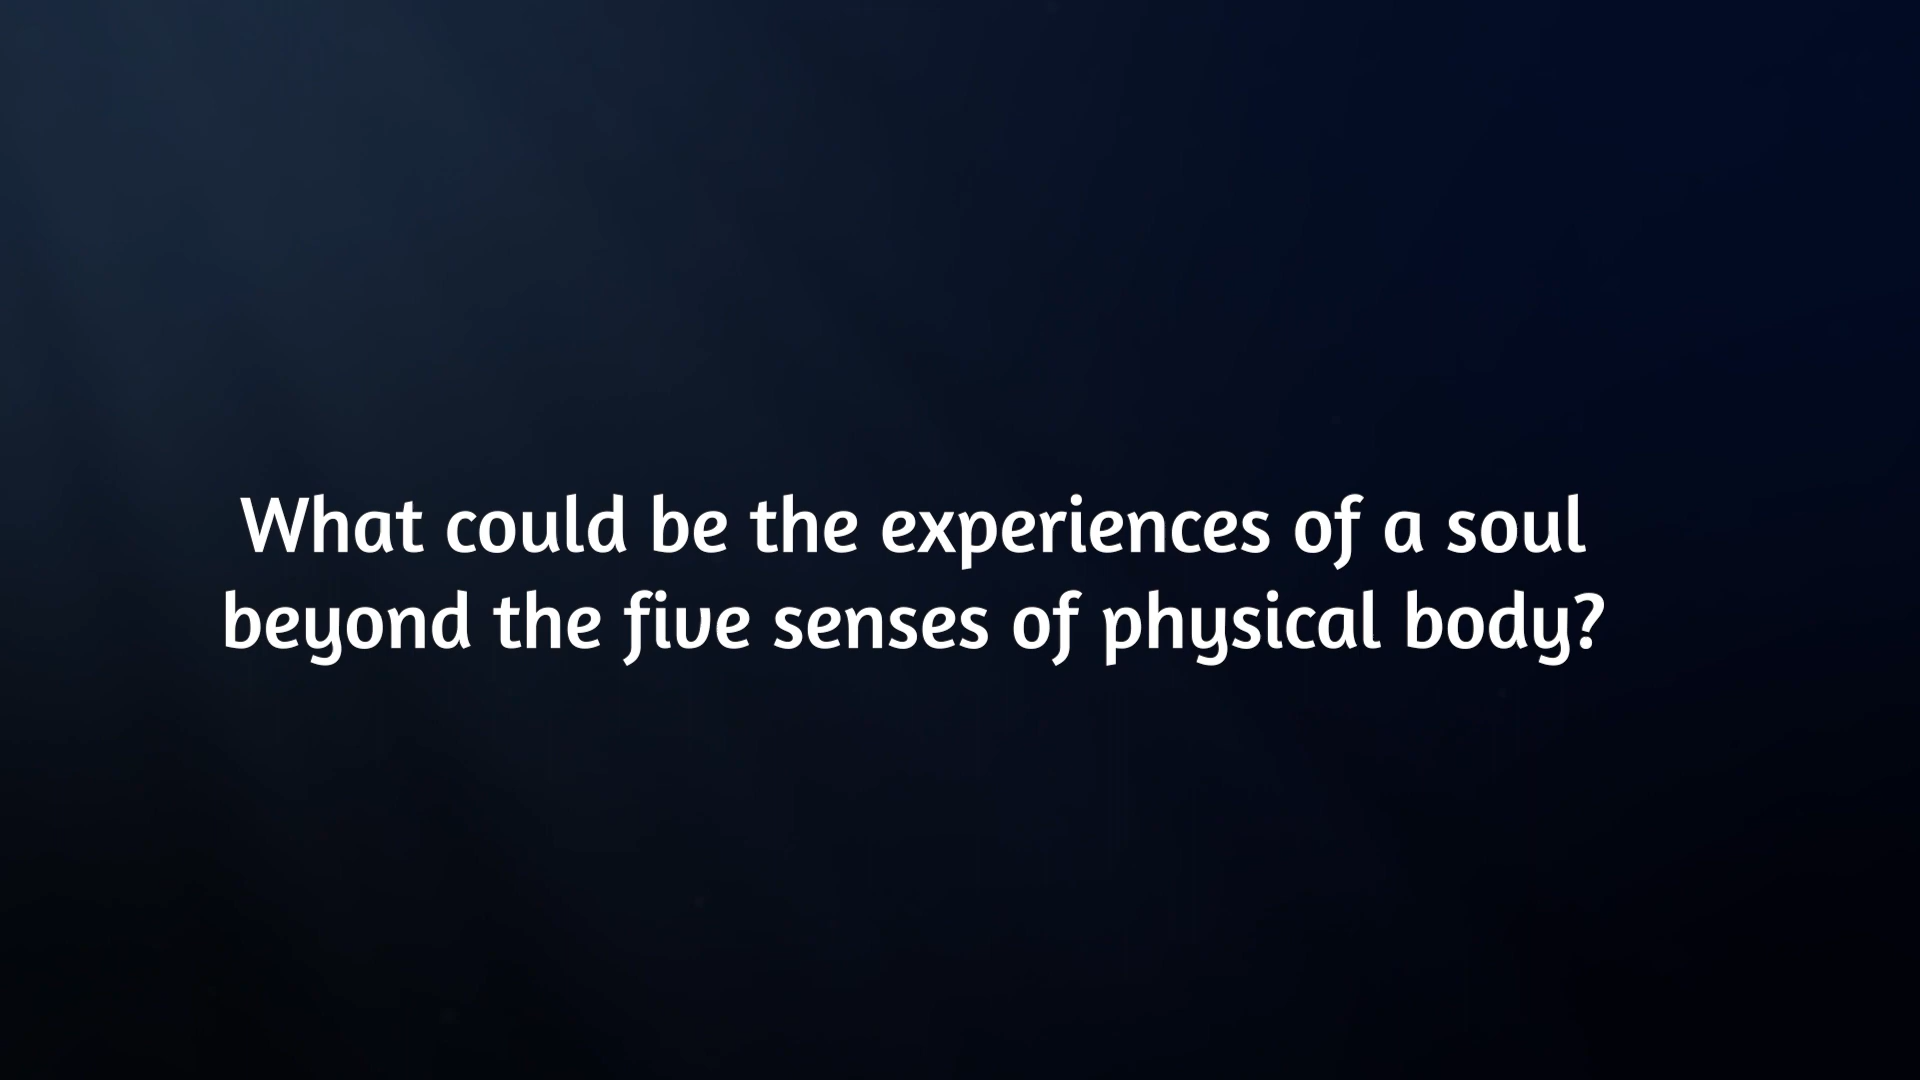 What could be the experiences of a soul
beyond the five senses of physical body?